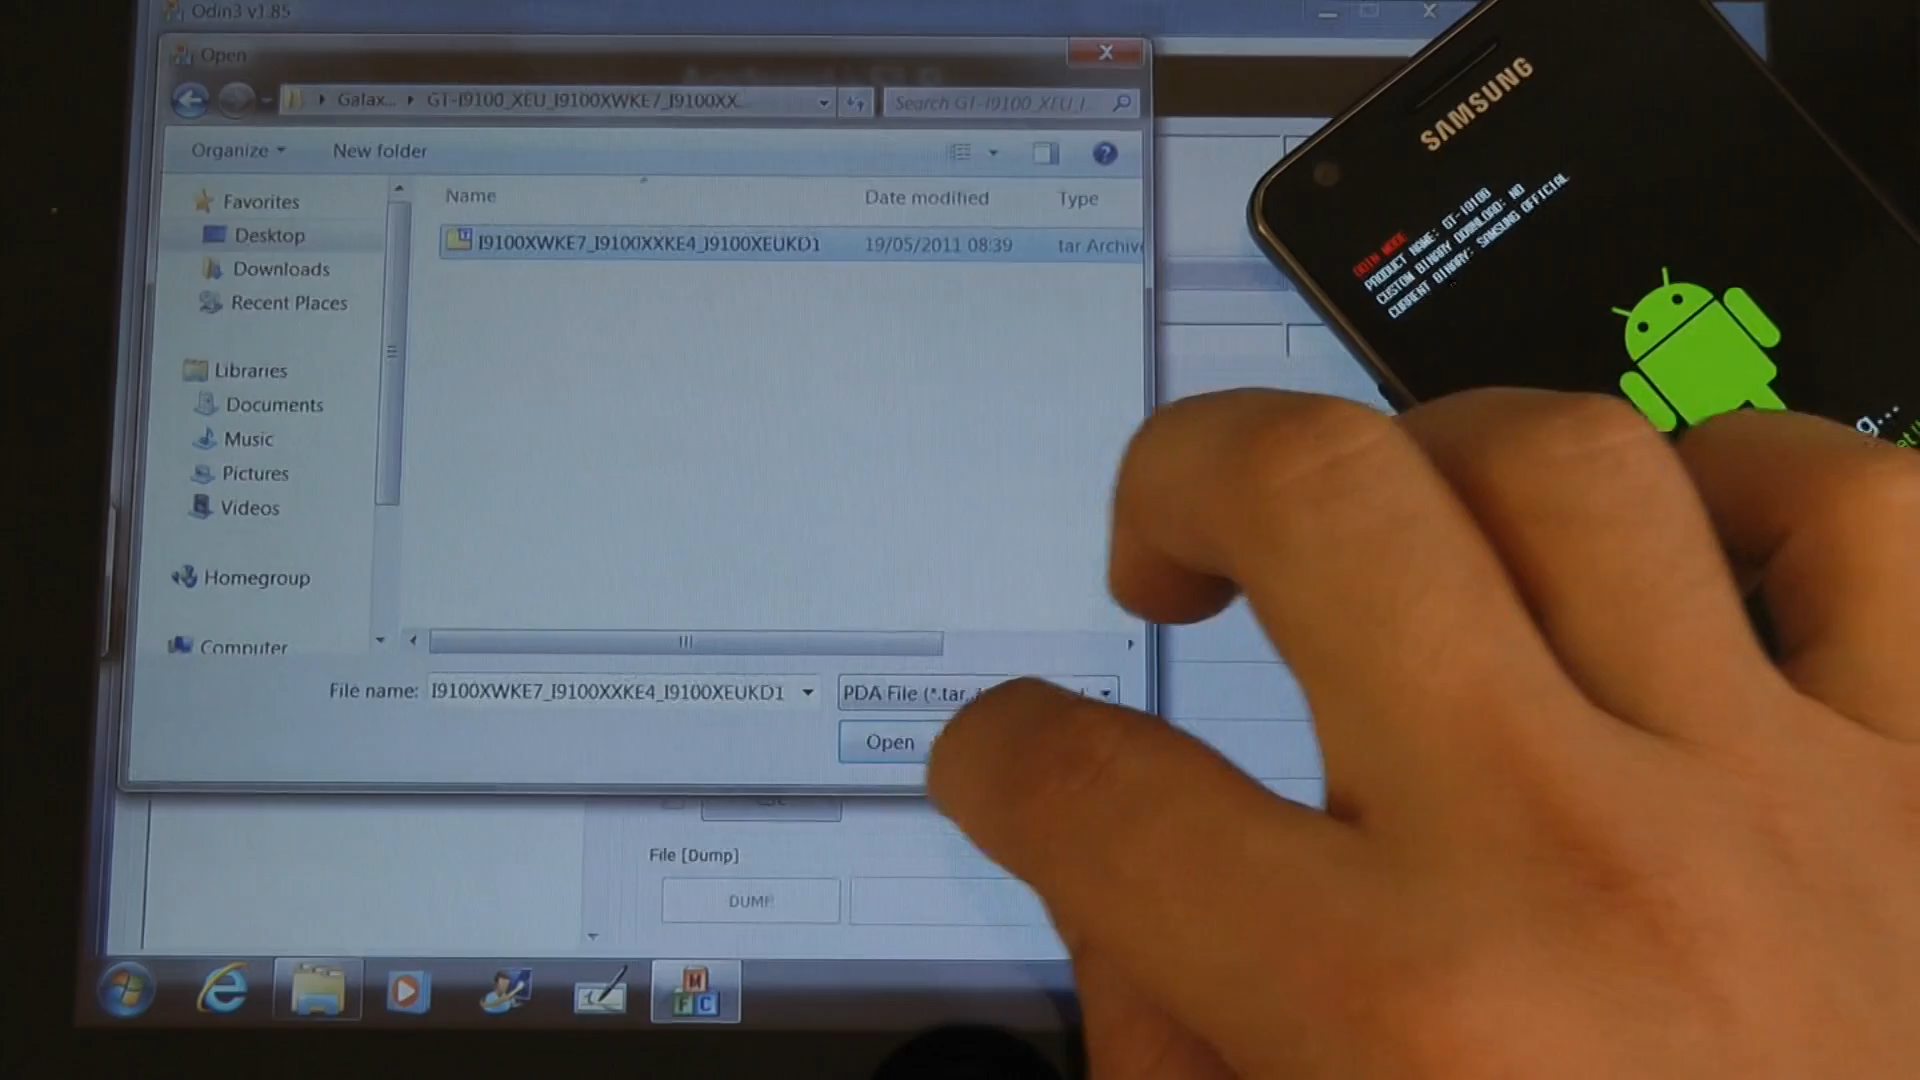 Odin3 v1.85
Open
Galax... GT-I9100_XEU_I9100XWKE7_I9100XX...
Search GT-I9100_XEU_I...
Organize
New folder
Name
Date modified
Type
Favorites
Desktop
Downloads
Recent Places
Libraries
Documents
Music
Pictures
Videos
Homegroup
Computer
I9100XWKE7_I9100XXKE4_I9100XEUKD1
19/05/2011 08:39
tar Archive
File name:
I9100XWKE7_I9100XXKE4_I9100XEUKD1
PDA File (*.tar
Open
File [Dump]
DUMP
M
F C
SAMSUNG
ODIN MODE
PRODUCT NAME: GT-I9100
CUSTOM BINARY DOWNLOAD: NO
CURRENT BINARY: SAMSUNG OFFICIAL
g...